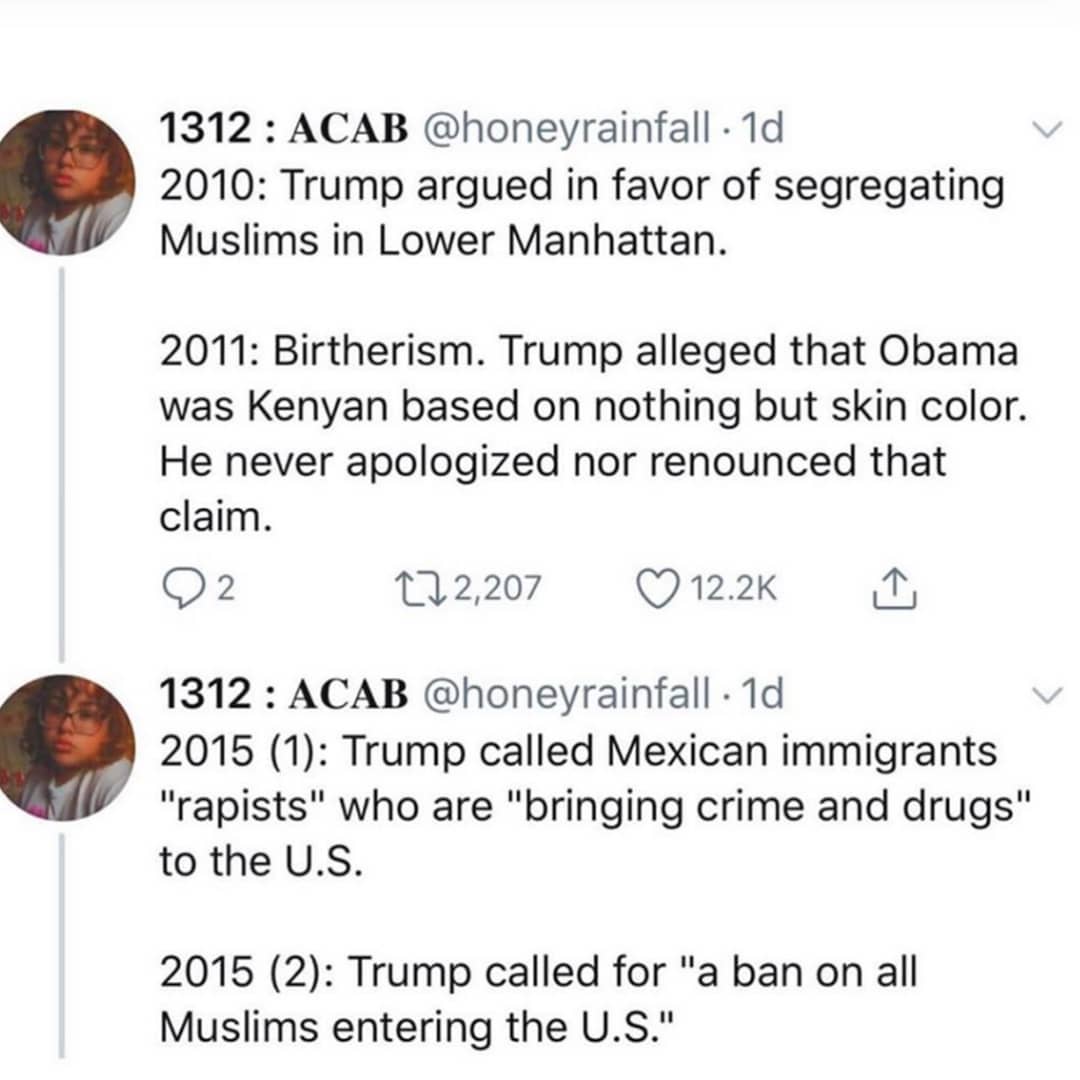 1312 : ACAB @honeyrainfall · 1d
2010: Trump argued in favor of segregating
Muslims in Lower Manhattan.
2011: Birtherism. Trump alleged that Obama
was Kenyan based on nothing but skin color.
He never apologized nor renounced that
claim.
2 2,207 12.2K
1312 : ACAB @honeyrainfall · 1d
2015 (1): Trump called Mexican immigrants
"rapists" who are "bringing crime and drugs"
to the U.S.
2015 (2): Trump called for "a ban on all
Muslims entering the U.S."